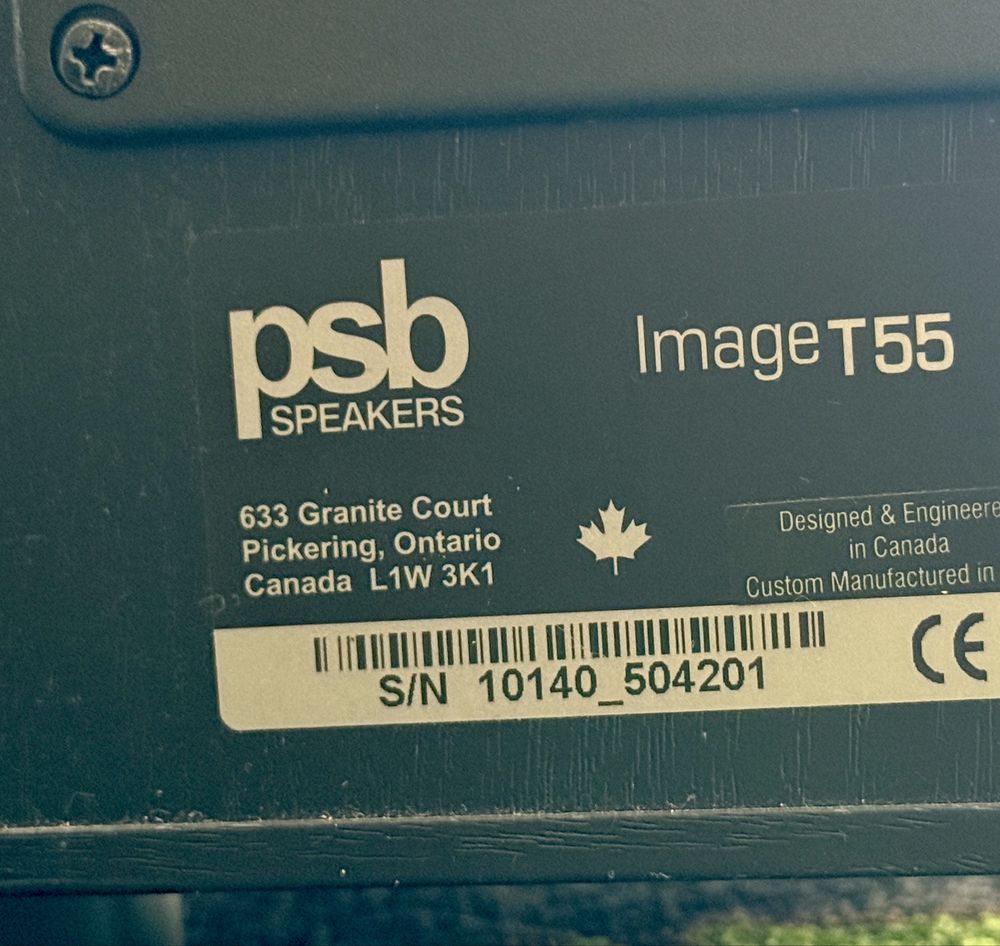 psb
SPEAKERS
Image T55
633 Granite Court
Pickering, Ontario
Canada L1W 3K1
Designed & Engineere
in Canada
Custom Manufactured in
S/N 10140_504201
CE